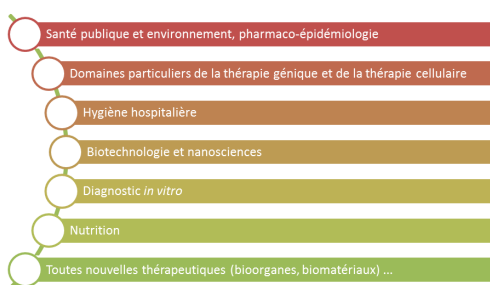 Santé publique et environnement, pharmaco-épidémiologie
Domaines particuliers de la thérapie génique et de la thérapie cellulaire
Hygiène hospitalière
Biotechnologie et nanosciences
Diagnostic in vitro
Nutrition
Toutes nouvelles thérapeutiques (bioorganes, biomatériaux) ...